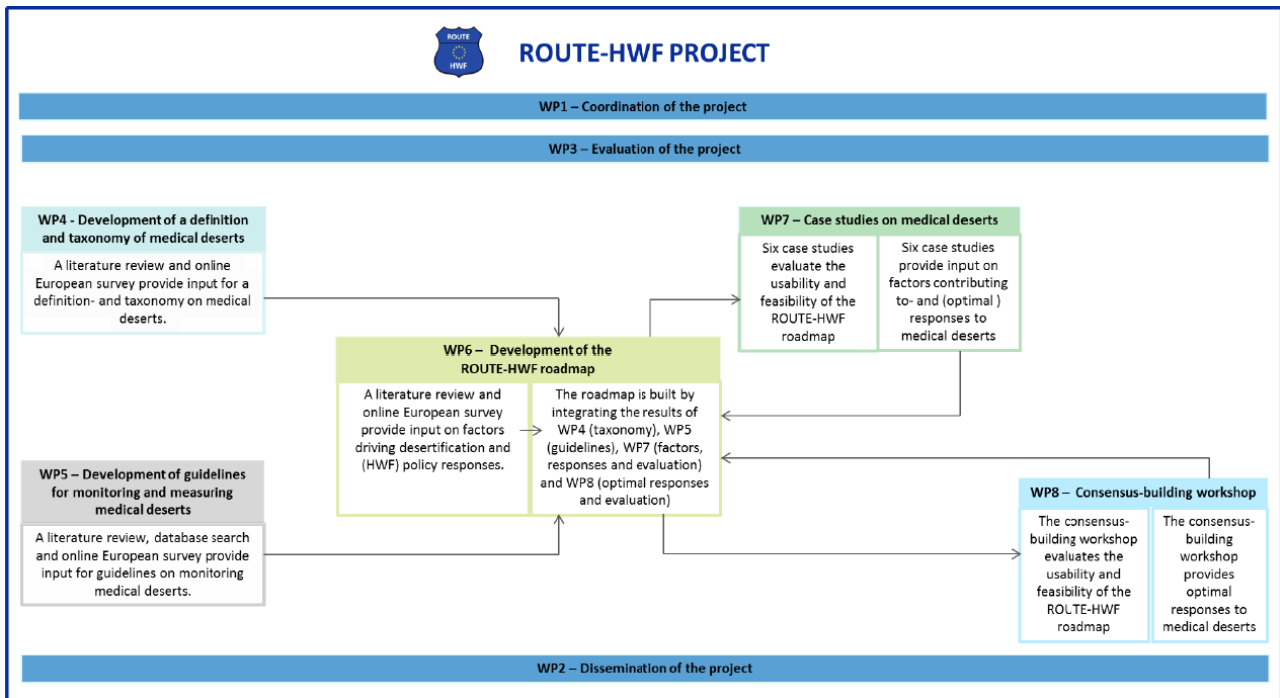 ROUTE
HWF
ROUTE-HWF PROJECT
WP1 – Coordination of the project
WP3 – Evaluation of the project
WP4 - Development of a definition
and taxonomy of medical deserts
A literature review and online
European survey provide input for a
definition- and taxonomy on medical
deserts.
WP7 – Case studies on medical deserts
Six case studies
evaluate the
usability and
feasibility of the
ROUTE-HWF
roadmap
Six case studies
provide input on
factors contributing
to- and (optimal )
responses to
medical deserts
WP6 – Development of the
ROUTE-HWF roadmap
A literature review and
online European survey
provide input on factors
driving desertification and
(HWF) policy responses.
The roadmap is built by
integrating the results of
WP4 (taxonomy), WP5
(guidelines), WP7 (factors,
responses and evaluation)
and WP8 (optimal responses
and evaluation)
WP5 – Development of guidelines
for monitoring and measuring
medical deserts
A literature review, database search
and online European survey provide
input for guidelines on monitoring
medical deserts.
WP8 – Consensus-building workshop
The consensus-
building workshop
evaluates the
usability and
feasibility of the
ROUTE-HWF
roadmap
The consensus-
building
workshop
provides
optimal
responses to
medical deserts
WP2 – Dissemination of the project